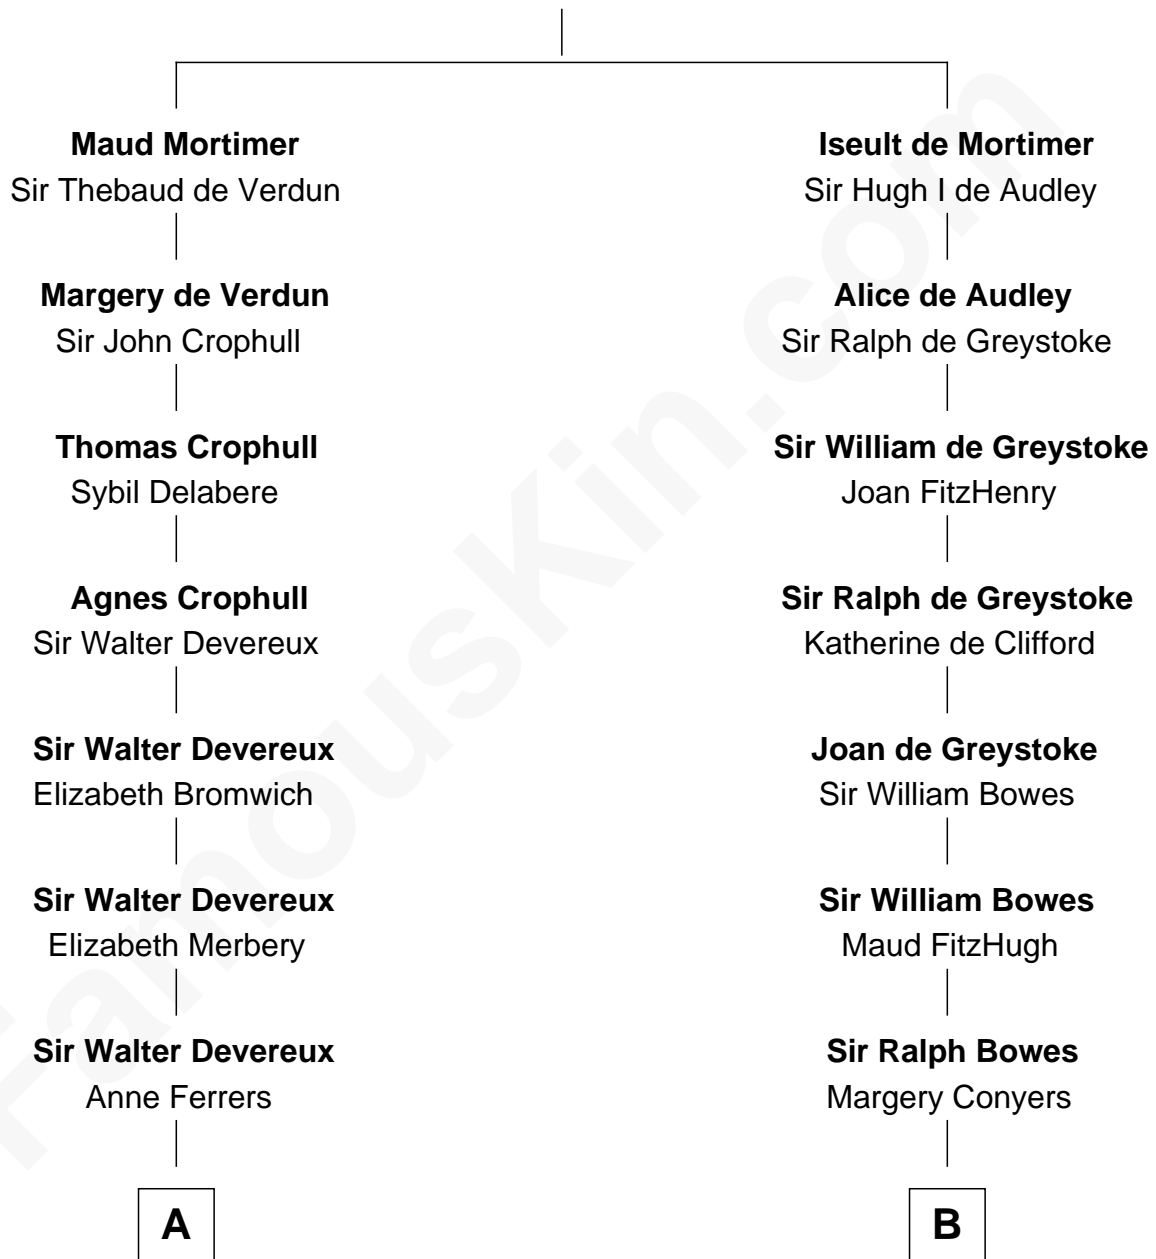 Maud Mortimer
Sir Thebaud de Verdun
Margery de Verdun
Sir John Crophull
Thomas Crophull
Sybil Delabere
Agnes Crophull
Sir Walter Devereux
Sir Walter Devereux
Elizabeth Bromwich
Sir Walter Devereux
Elizabeth Merbery
Sir Walter Devereux
Anne Ferrers
A
Iseult de Mortimer
Sir Hugh I de Audley
Alice de Audley
Sir Ralph de Greystoke
Sir William de Greystoke
Joan FitzHenry
Sir Ralph de Greystoke
Katherine de Clifford
Joan de Greystoke
Sir William Bowes
Sir William Bowes
Maud FitzHugh
Sir Ralph Bowes
Margery Conyers
B
FamousKin.com